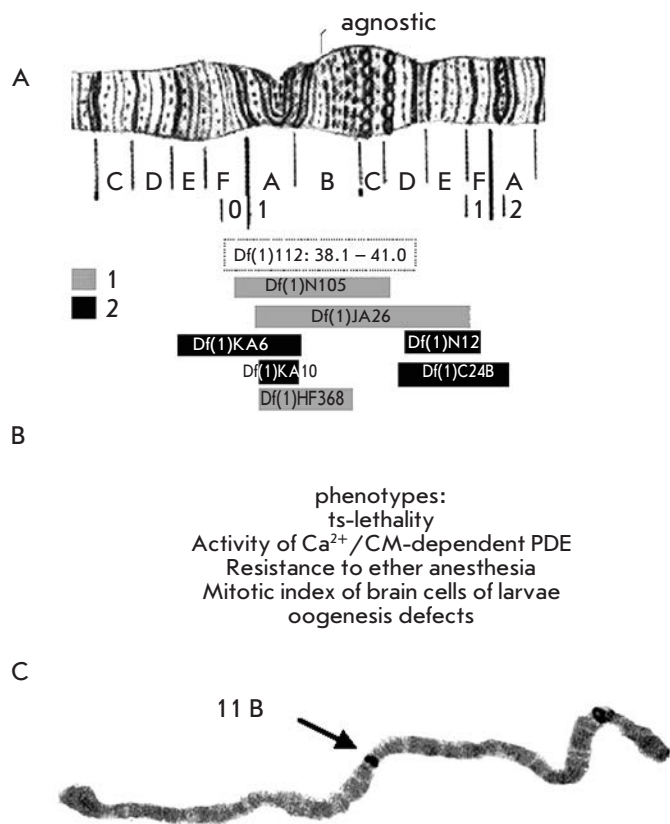 agnostic
A
C D E F A B C D E F A
0 1 1 2
Df(1)112: 38.1 – 41.0
1
Df(1)N105
2
Df(1)JA26
Df(1)KA6
Df(1)N12
Df(1)KA10
Df(1)C24B
Df(1)HF368
B
phenotypes:
ts-lethality
Activity of Ca²⁺/CM-dependent PDE
Resistance to ether anesthesia
Mitotic index of brain cells of larvae
oogenesis defects
C
11 B